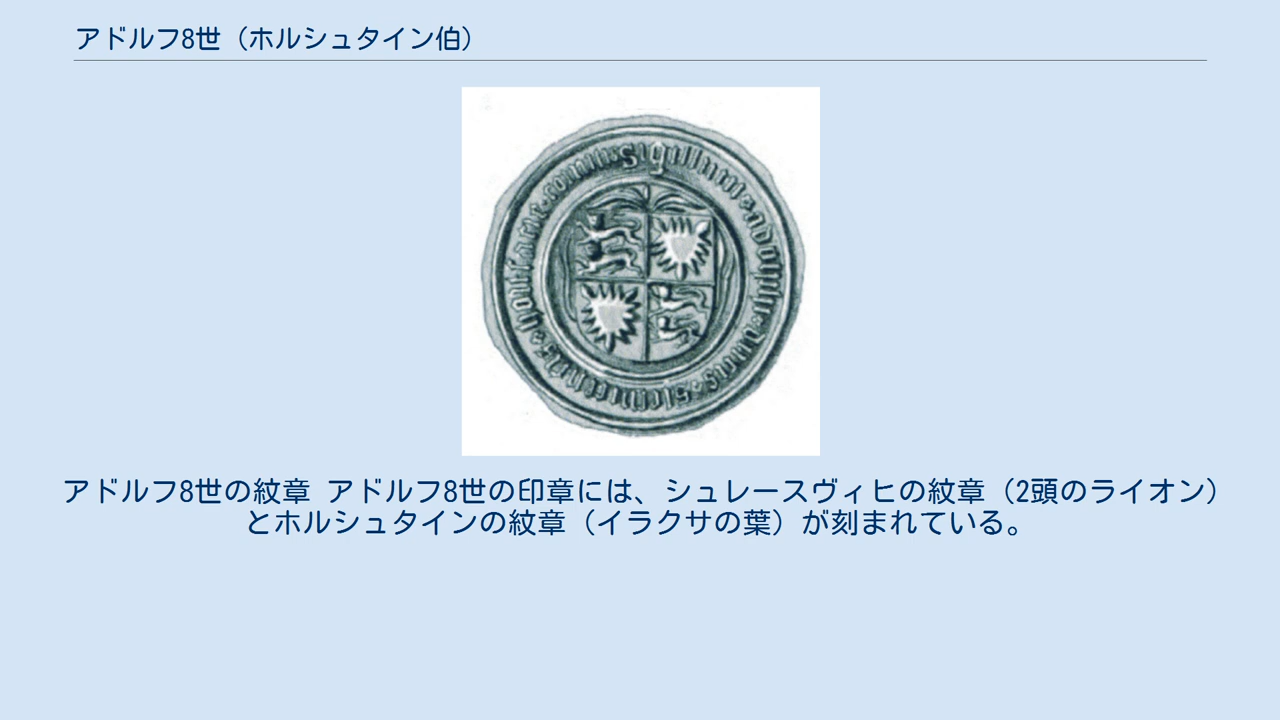 アドルフ8世（ホルシュタイン伯）
sigillum
アドルフ8世の紋章 アドルフ8世の印章には、シュレースヴィヒの紋章（2頭のライオン）
とホルシュタインの紋章（イラクサの葉）が刻まれている。